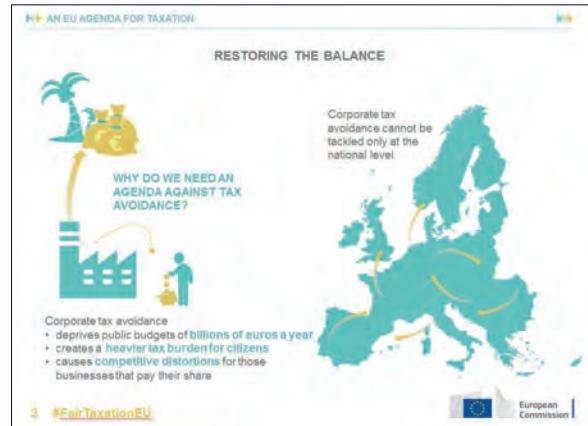 AN EU AGENDA FOR TAXATION
RESTORING THE BALANCE
WHY DO WE NEED AN
AGENDA AGAINST TAX
AVOIDANCE?
Corporate tax
avoidance cannot be
tackled only at the
national level
Corporate tax avoidance
• deprives public budgets of billions of euros a year
• creates a heavier tax burden for citizens
• causes competitive distortions for those
businesses that pay their share
3 #FairTaxationEU
European
Commission